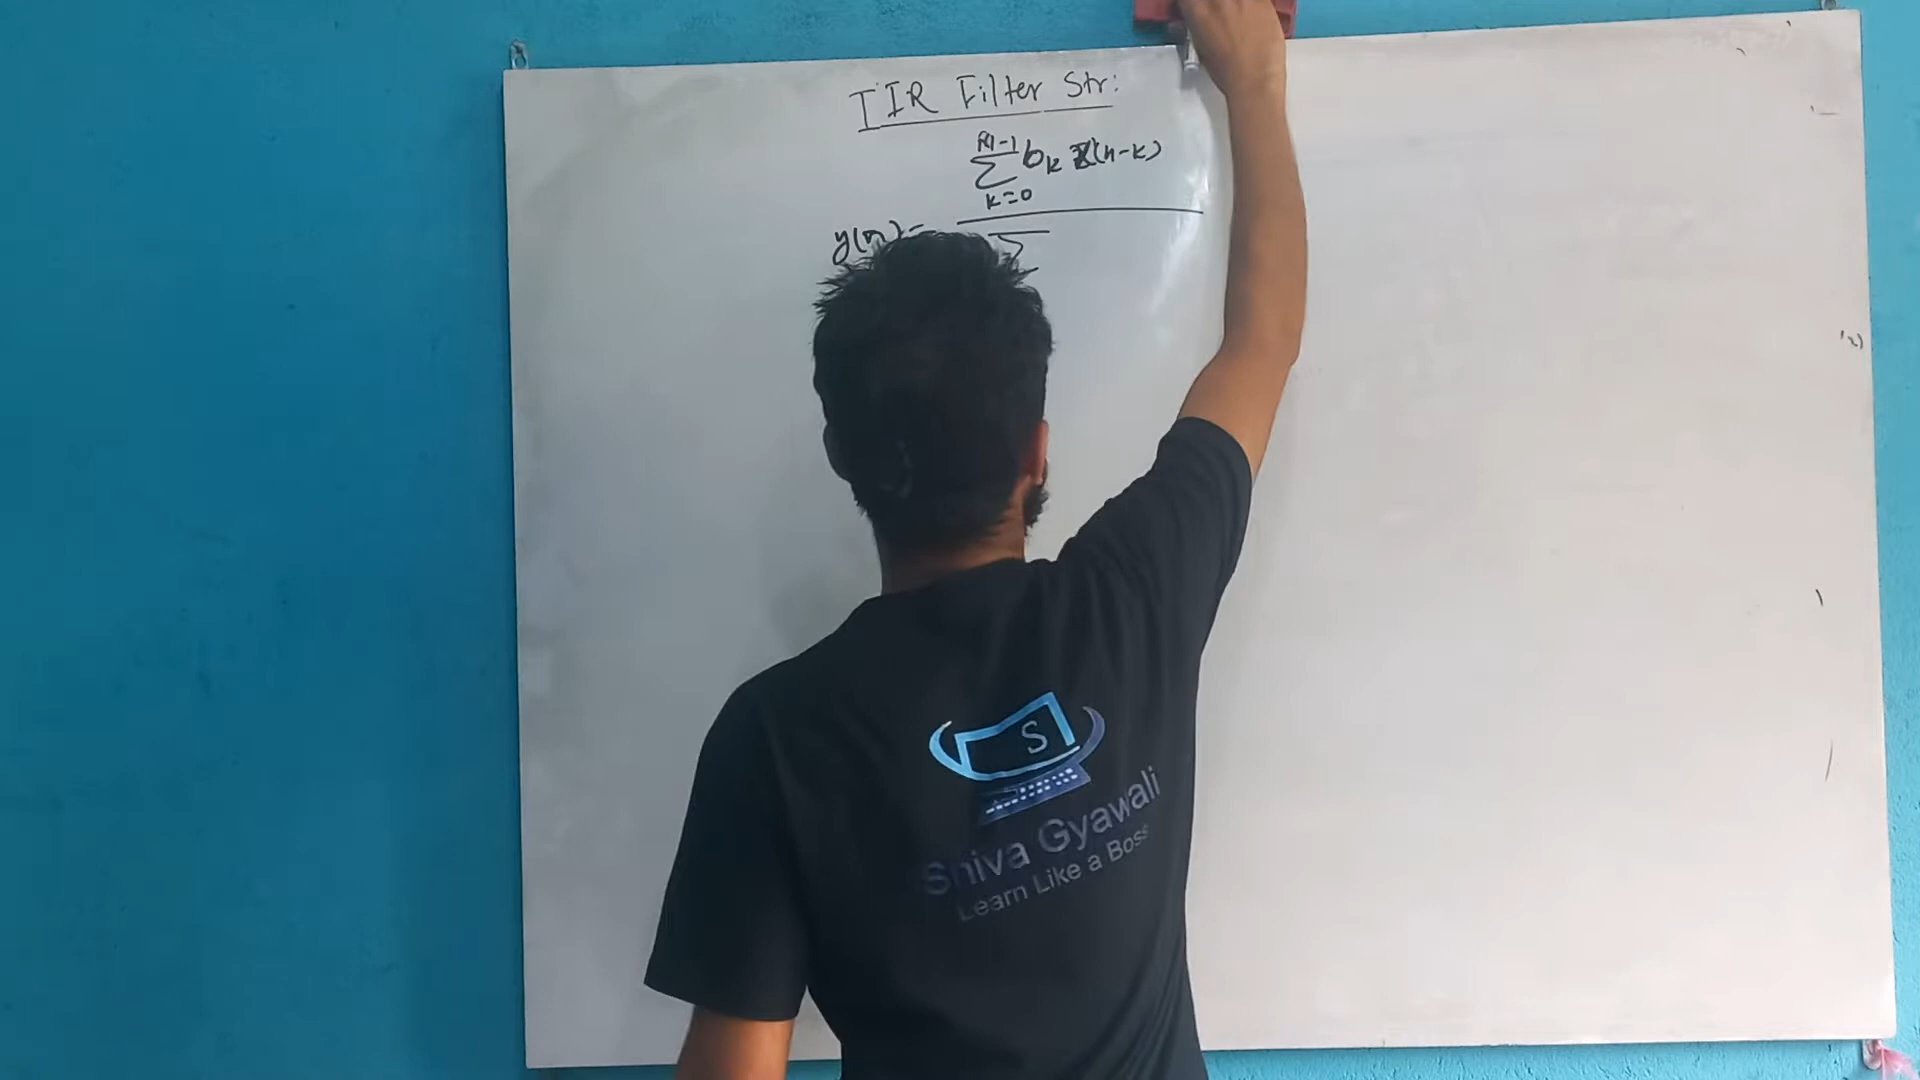 IIR Filter Str:
M-1
∑ bk x(n-k)
k=0
y(n) =
∑
S
Shiva Gyawali
Learn Like a Boss